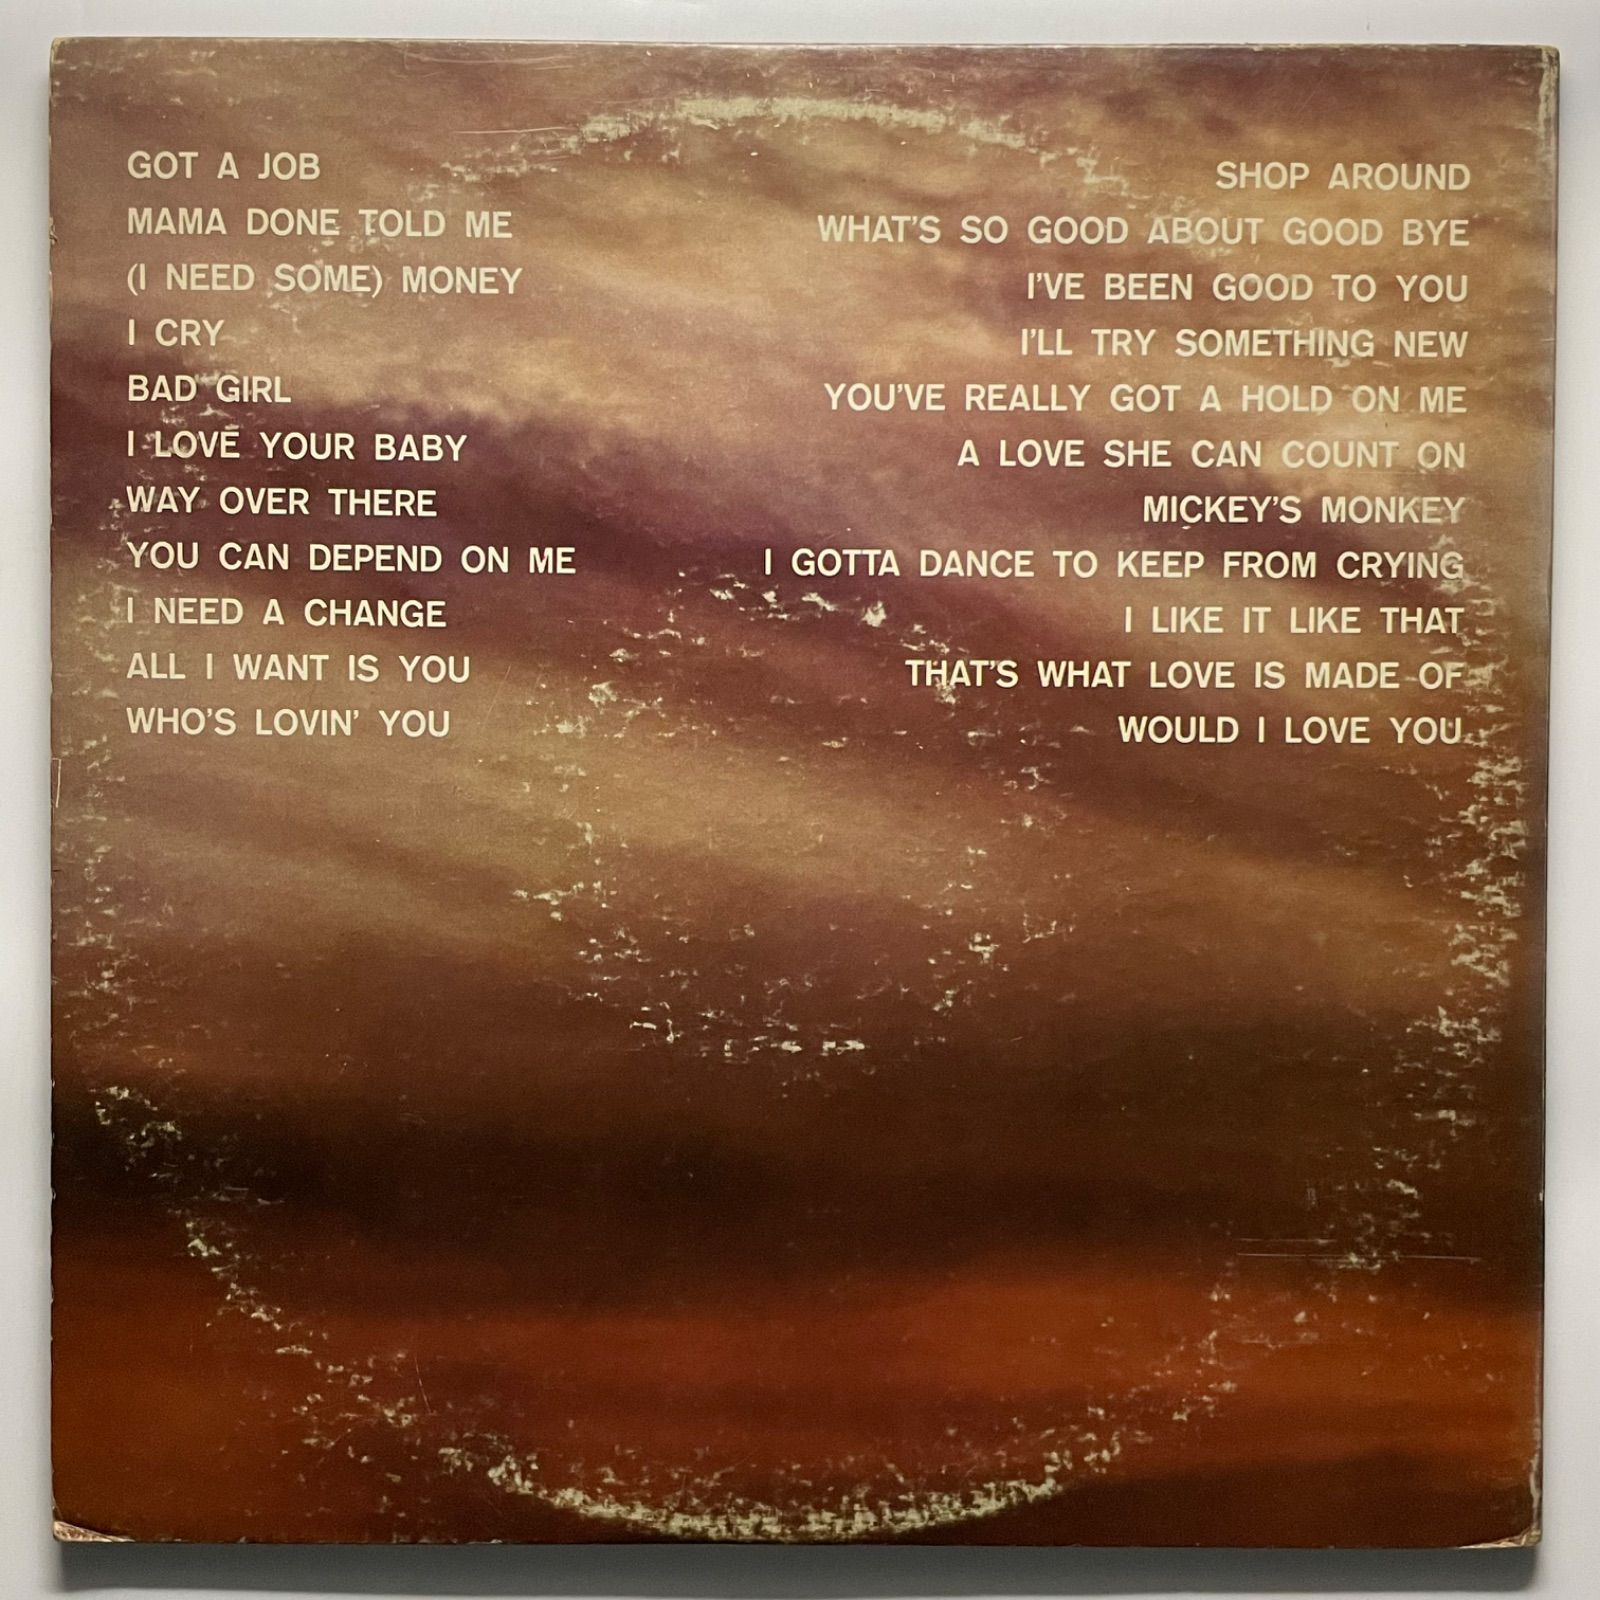 GOT A JOB
MAMA DONE TOLD ME
(I NEED SOME) MONEY
I CRY
BAD GIRL
I LOVE YOUR BABY
WAY OVER THERE
YOU CAN DEPEND ON ME
I NEED A CHANGE
ALL I WANT IS YOU
WHO'S LOVIN' YOU
SHOP AROUND
WHAT'S SO GOOD ABOUT GOOD BYE
I'VE BEEN GOOD TO YOU
I'LL TRY SOMETHING NEW
YOU'VE REALLY GOT A HOLD ON ME
A LOVE SHE CAN COUNT ON
MICKEY'S MONKEY
I GOTTA DANCE TO KEEP FROM CRYING
I LIKE IT LIKE THAT
THAT'S WHAT LOVE IS MADE OF
WOULD I LOVE YOU